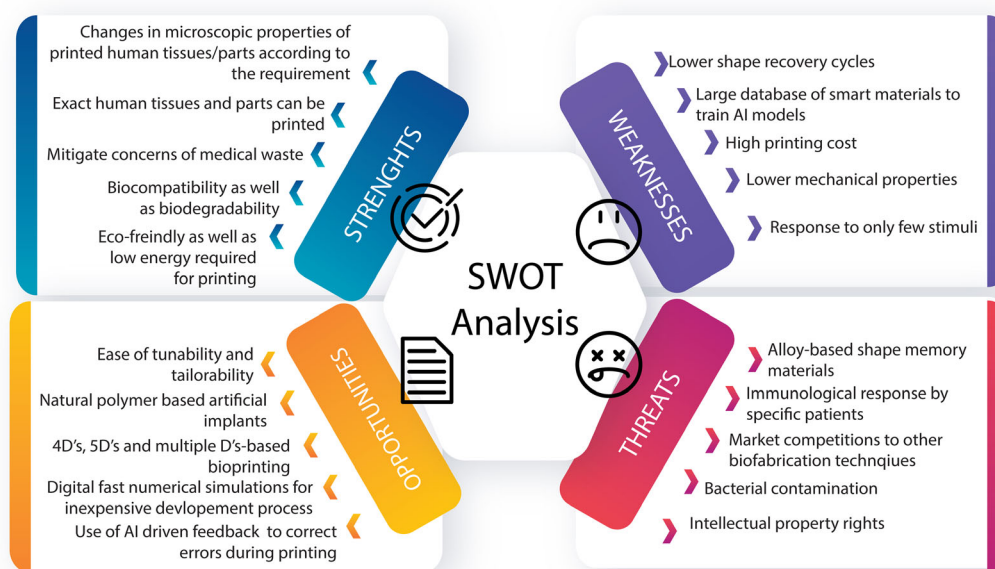 Changes in microscopic properties of
printed human tissues/parts according to
the requirement
Exact human tissues and parts can be
printed
Mitigate concerns of medical waste
Biocompatibility as well
as biodegradability
Eco-freindly as well as
low energy required
for printing
STRENGHTS
Lower shape recovery cycles
Large database of smart materials to
train AI models
High printing cost
Lower mechanical properties
Response to only few stimuli
WEAKNESSES
SWOT
Analysis
Ease of tunability and
tailorability
Natural polymer based artificial
implants
4D's, 5D's and multiple D's-based
bioprinting
Digital fast numerical simulations for
inexpensive devlopement process
Use of AI driven feedback to correct
errors during printing
OPPORTUNITIES
Alloy-based shape memory
materials
Immunological response by
specific patients
Market competitions to other
biofabrication technqiues
Bacterial contamination
Intellectual property rights
THREATS